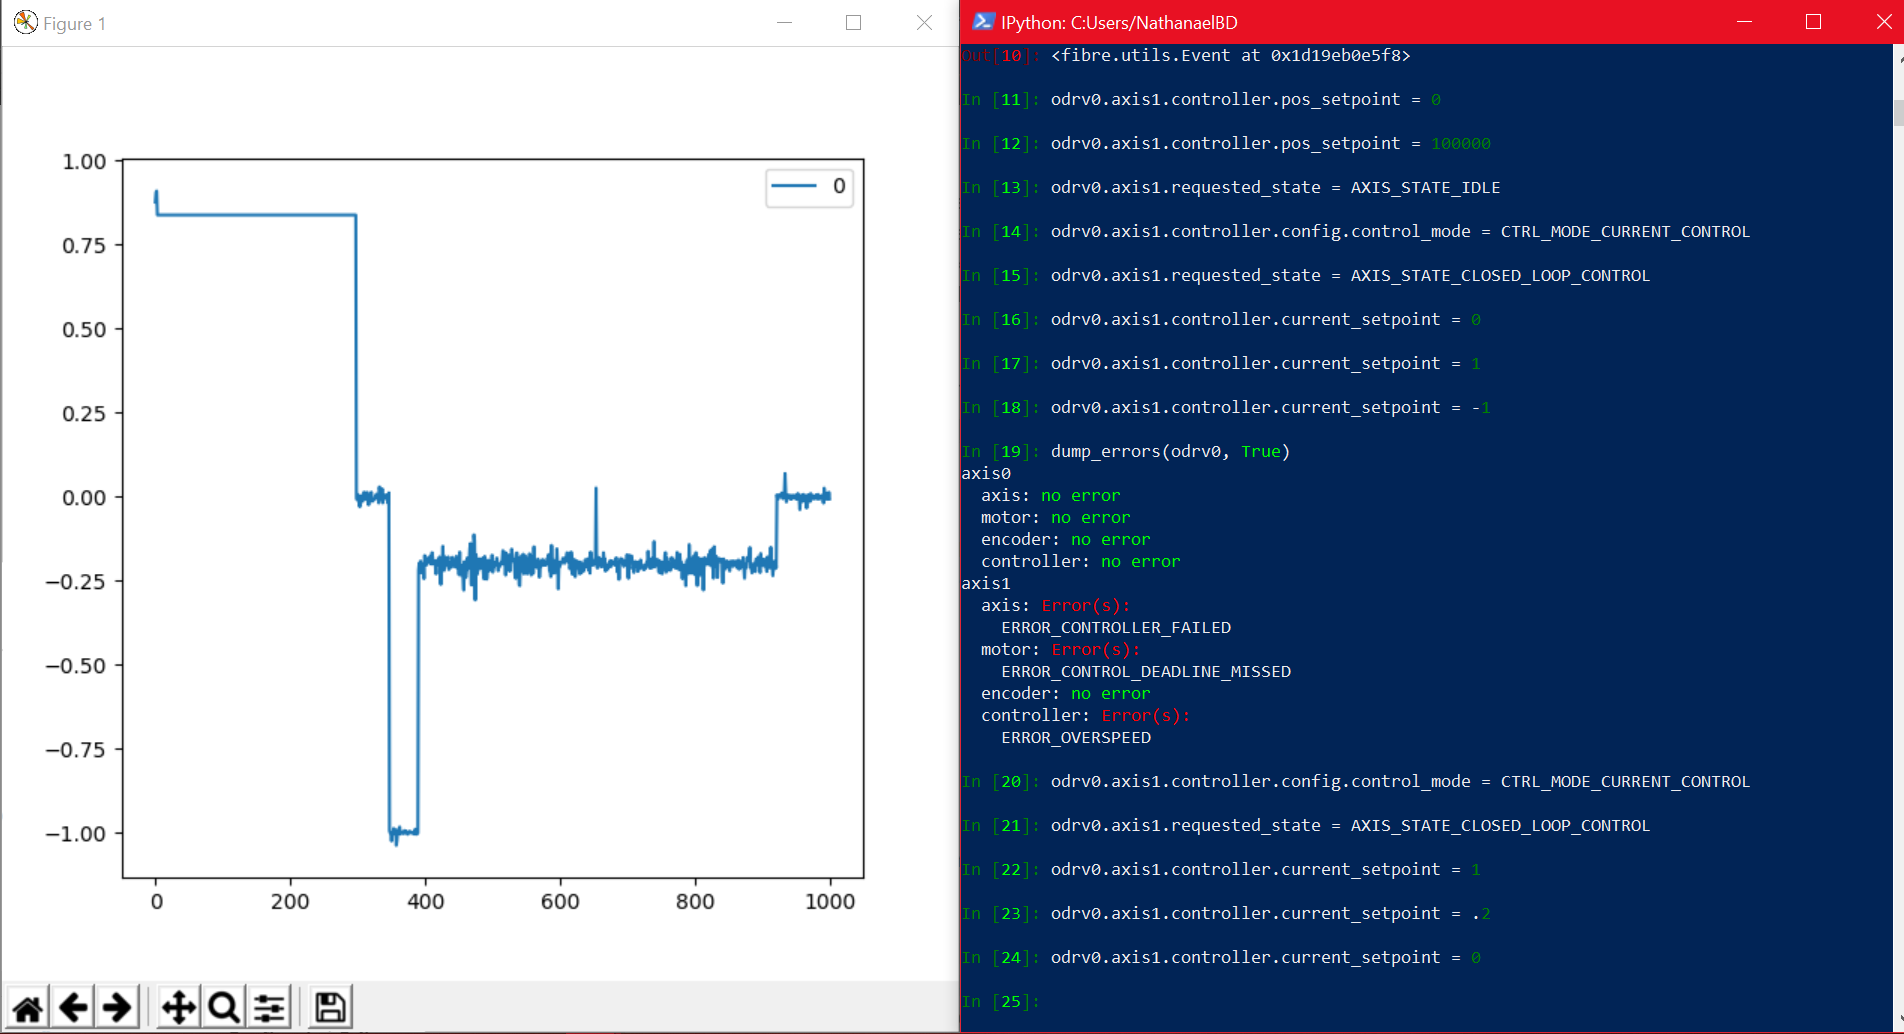 Figure 1
1.00
0.75
0.50
0.25
0.00
−0.25
−0.50
−0.75
−1.00
0
200
400
600
800
1000
0
IPython: C:Users/NathanaelBD
Out[10]: <fibre.utils.Event at 0x1d19eb0e5f8>
In [11]: odrv0.axis1.controller.pos_setpoint = 0
In [12]: odrv0.axis1.controller.pos_setpoint = 100000
In [13]: odrv0.axis1.requested_state = AXIS_STATE_IDLE
In [14]: odrv0.axis1.controller.config.control_mode = CTRL_MODE_CURRENT_CONTROL
In [15]: odrv0.axis1.requested_state = AXIS_STATE_CLOSED_LOOP_CONTROL
In [16]: odrv0.axis1.controller.current_setpoint = 0
In [17]: odrv0.axis1.controller.current_setpoint = 1
In [18]: odrv0.axis1.controller.current_setpoint = -1
In [19]: dump_errors(odrv0, True)
axis0
axis: no error
motor: no error
encoder: no error
controller: no error
axis1
axis: Error(s):
ERROR_CONTROLLER_FAILED
motor: Error(s):
ERROR_CONTROL_DEADLINE_MISSED
encoder: no error
controller: Error(s):
ERROR_OVERSPEED
In [20]: odrv0.axis1.controller.config.control_mode = CTRL_MODE_CURRENT_CONTROL
In [21]: odrv0.axis1.requested_state = AXIS_STATE_CLOSED_LOOP_CONTROL
In [22]: odrv0.axis1.controller.current_setpoint = 1
In [23]: odrv0.axis1.controller.current_setpoint = .2
In [24]: odrv0.axis1.controller.current_setpoint = 0
In [25]: